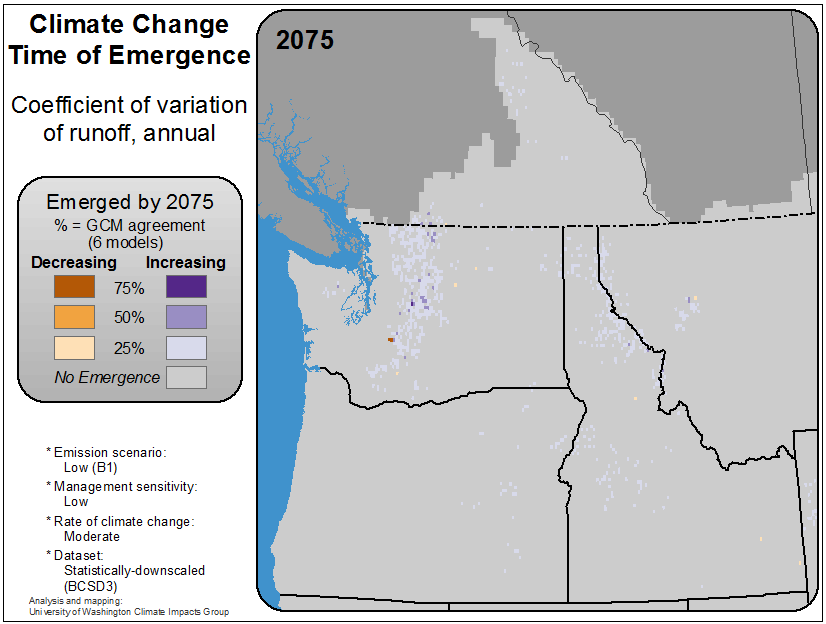 Climate Change
Time of Emergence
Coefficient of variation
of runoff, annual
Emerged by 2075
% = GCM agreement
(6 models)
Decreasing Increasing
75%
50%
25%
No Emergence
* Emission scenario:
Low (B1)
* Management sensitivity:
Low
* Rate of climate change:
Moderate
* Dataset:
Statistically-downscaled
(BCSD3)
Analysis and mapping:
University of Washington Climate Impacts Group
2075